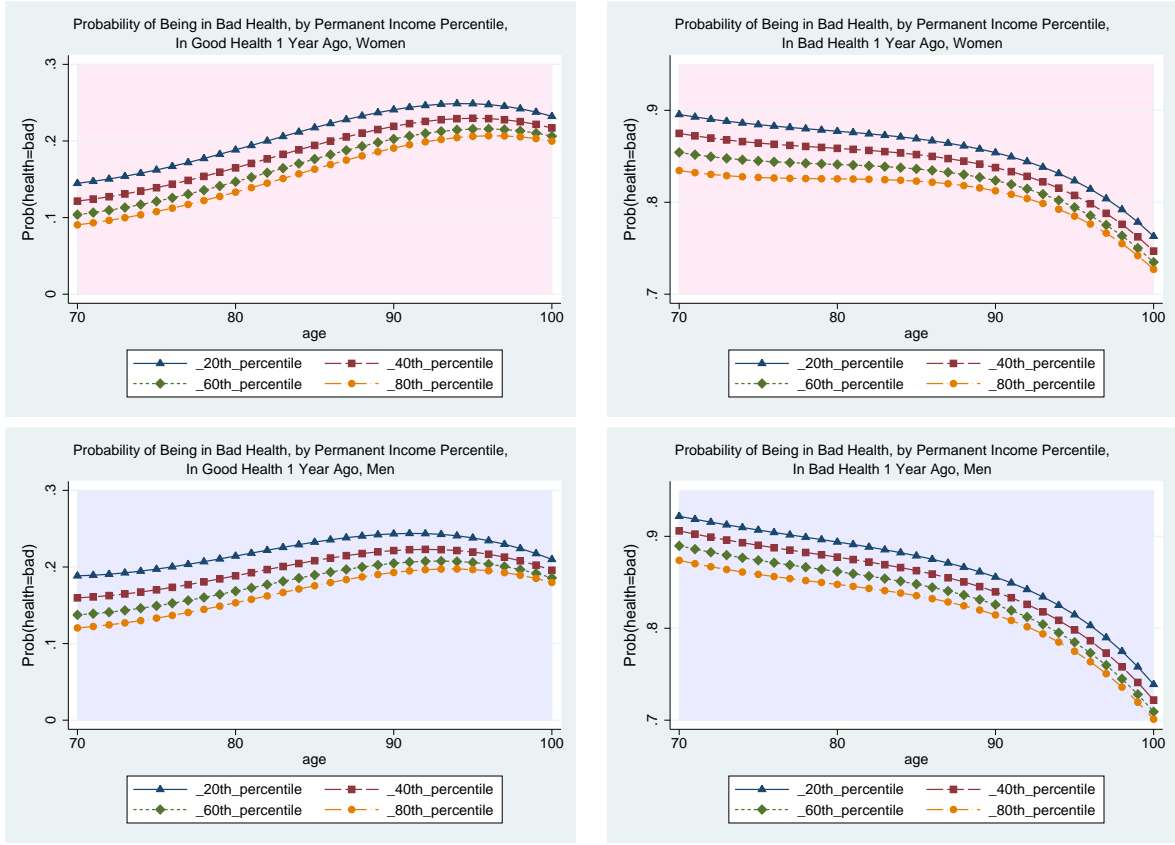 Probability of Being in Bad Health, by Permanent Income Percentile,
In Good Health 1 Year Ago, Women
Prob(health=bad)
.3
.2
.1
0
70 80 90 100
age
_20th_percentile _40th_percentile
_60th_percentile _80th_percentile
Probability of Being in Bad Health, by Permanent Income Percentile,
In Bad Health 1 Year Ago, Women
Prob(health=bad)
.9
.8
.7
70 80 90 100
age
_20th_percentile _40th_percentile
_60th_percentile _80th_percentile
Probability of Being in Bad Health, by Permanent Income Percentile,
In Good Health 1 Year Ago, Men
Prob(health=bad)
.3
.2
.1
0
70 80 90 100
age
_20th_percentile _40th_percentile
_60th_percentile _80th_percentile
Probability of Being in Bad Health, by Permanent Income Percentile,
In Bad Health 1 Year Ago, Men
Prob(health=bad)
.9
.8
.7
70 80 90 100
age
_20th_percentile _40th_percentile
_60th_percentile _80th_percentile